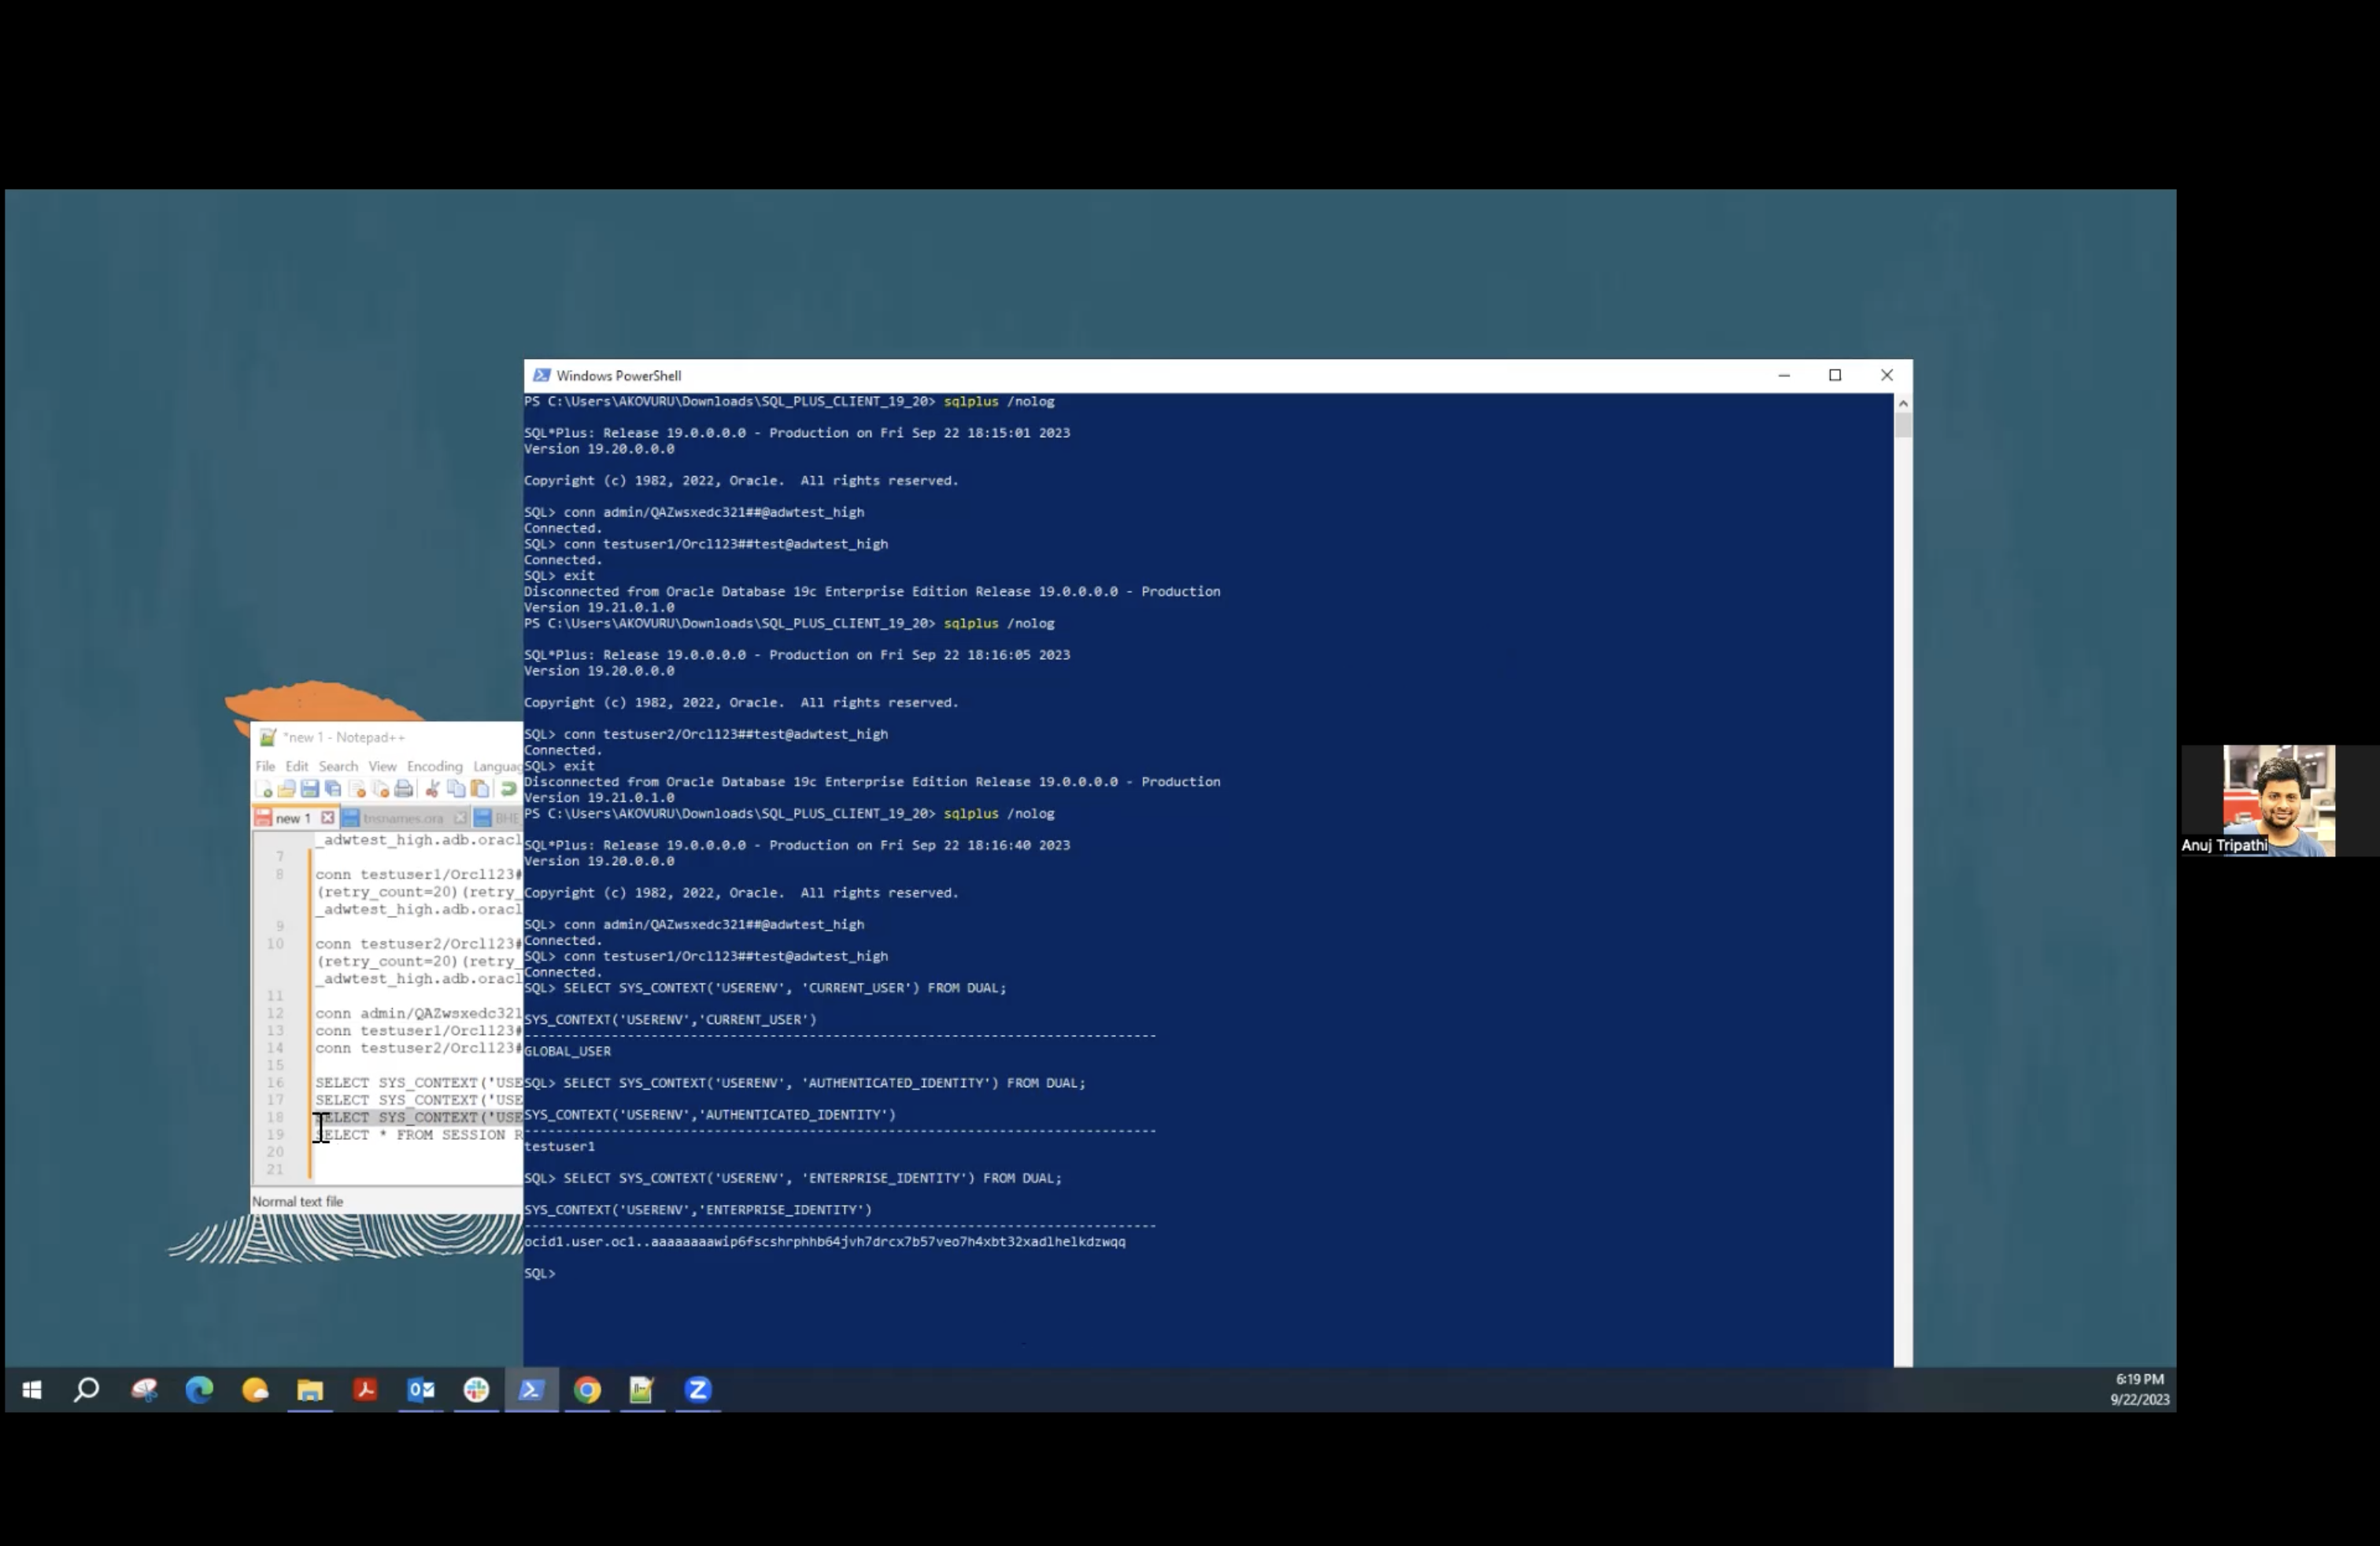 Windows PowerShell
PS C:\Users\AKOVURU\Downloads\SQL_PLUS_CLIENT_19_20> sqlplus /nolog
SQL*Plus: Release 19.0.0.0.0 - Production on Fri Sep 22 18:15:01 2023
Version 19.20.0.0.0
Copyright (c) 1982, 2022, Oracle.  All rights reserved.
SQL> conn admin/QAZwsxedc321##@adwtest_high
Connected.
SQL> conn testuser1/Orcl123##test@adwtest_high
Connected.
SQL> exit
Disconnected from Oracle Database 19c Enterprise Edition Release 19.0.0.0.0 - Production
Version 19.21.0.1.0
PS C:\Users\AKOVURU\Downloads\SQL_PLUS_CLIENT_19_20> sqlplus /nolog
SQL*Plus: Release 19.0.0.0.0 - Production on Fri Sep 22 18:16:05 2023
Version 19.20.0.0.0
Copyright (c) 1982, 2022, Oracle.  All rights reserved.
SQL> conn testuser2/Orcl123##test@adwtest_high
Connected.
SQL> exit
Disconnected from Oracle Database 19c Enterprise Edition Release 19.0.0.0.0 - Production
Version 19.21.0.1.0
PS C:\Users\AKOVURU\Downloads\SQL_PLUS_CLIENT_19_20> sqlplus /nolog
SQL*Plus: Release 19.0.0.0.0 - Production on Fri Sep 22 18:16:40 2023
Version 19.20.0.0.0
Copyright (c) 1982, 2022, Oracle.  All rights reserved.
SQL> conn admin/QAZwsxedc321##@adwtest_high
Connected.
SQL> conn testuser1/Orcl123##test@adwtest_high
Connected.
SQL> SELECT SYS_CONTEXT('USERENV', 'CURRENT_USER') FROM DUAL;
SYS_CONTEXT('USERENV','CURRENT_USER')
--------------------------------------------------------------------------------
GLOBAL_USER
SQL> SELECT SYS_CONTEXT('USERENV', 'AUTHENTICATED_IDENTITY') FROM DUAL;
SYS_CONTEXT('USERENV','AUTHENTICATED_IDENTITY')
--------------------------------------------------------------------------------
testuser1
SQL> SELECT SYS_CONTEXT('USERENV', 'ENTERPRISE_IDENTITY') FROM DUAL;
SYS_CONTEXT('USERENV','ENTERPRISE_IDENTITY')
--------------------------------------------------------------------------------
ocid1.user.oc1..aaaaaaaawip6fscshrphhb64jvh7drcx7b57veo7h4xbt32xadlhelkdzwqq
SQL>
*new 1 - Notepad++
File Edit Search View Encoding Languag
new 1 tnsnames.ora BHE
_adwtest_high.adb.oracl
7
8 conn testuser1/Orcl123#
(retry_count=20)(retry_
_adwtest_high.adb.oracl
9
10 conn testuser2/Orcl123#
(retry_count=20)(retry_
_adwtest_high.adb.oracl
11
12 conn admin/QAZwsxedc321
13 conn testuser1/Orcl123#
14 conn testuser2/Orcl123#
15
16 SELECT SYS_CONTEXT('USE
17 SELECT SYS_CONTEXT('USE
18 SELECT SYS_CONTEXT('USE
19 SELECT * FROM SESSION R
20
21
Normal text file
Anuj Tripathi
6:19 PM
9/22/2023